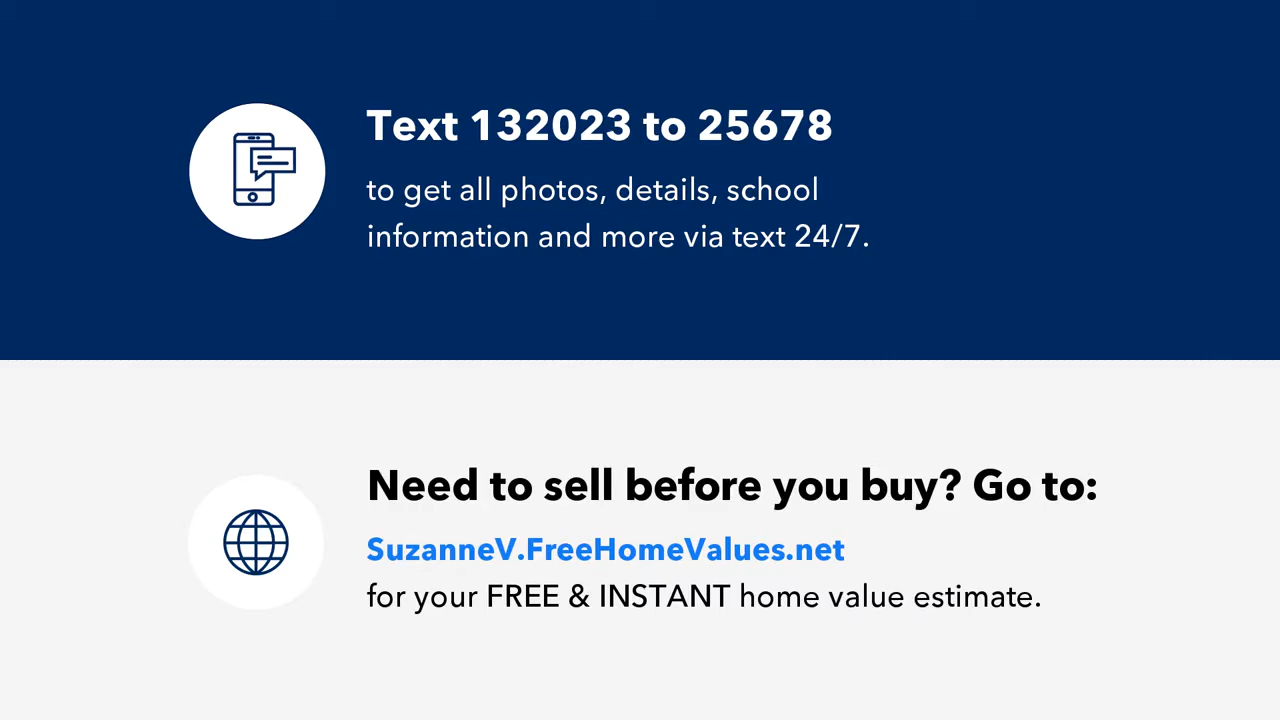 Text 132023 to 25678
to get all photos, details, school
information and more via text 24/7.
Need to sell before you buy? Go to:
SuzanneV.FreeHomeValues.net
for your FREE & INSTANT home value estimate.